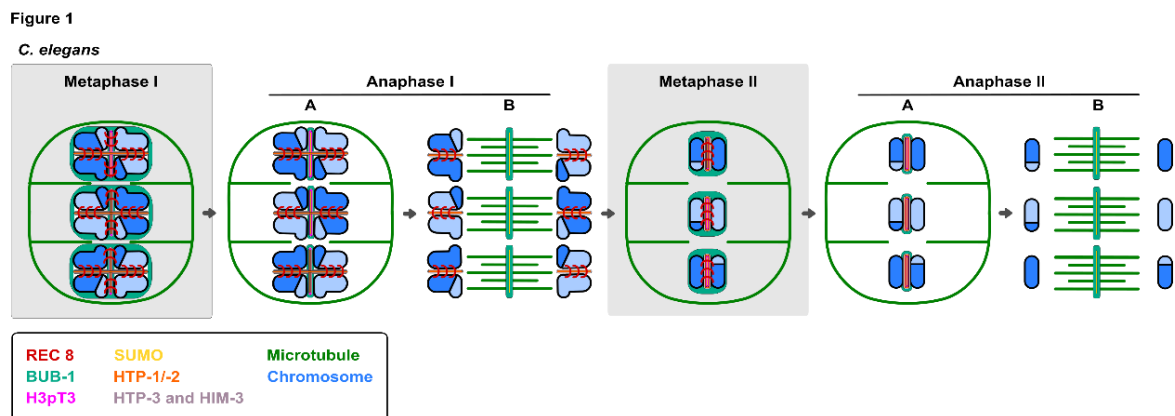 Figure 1
C. elegans
Metaphase I
Anaphase I
A
B
Metaphase II
Anaphase II
A
B
REC 8
SUMO
Microtubule
BUB-1
HTP-1/-2
Chromosome
H3pT3
HTP-3 and HIM-3